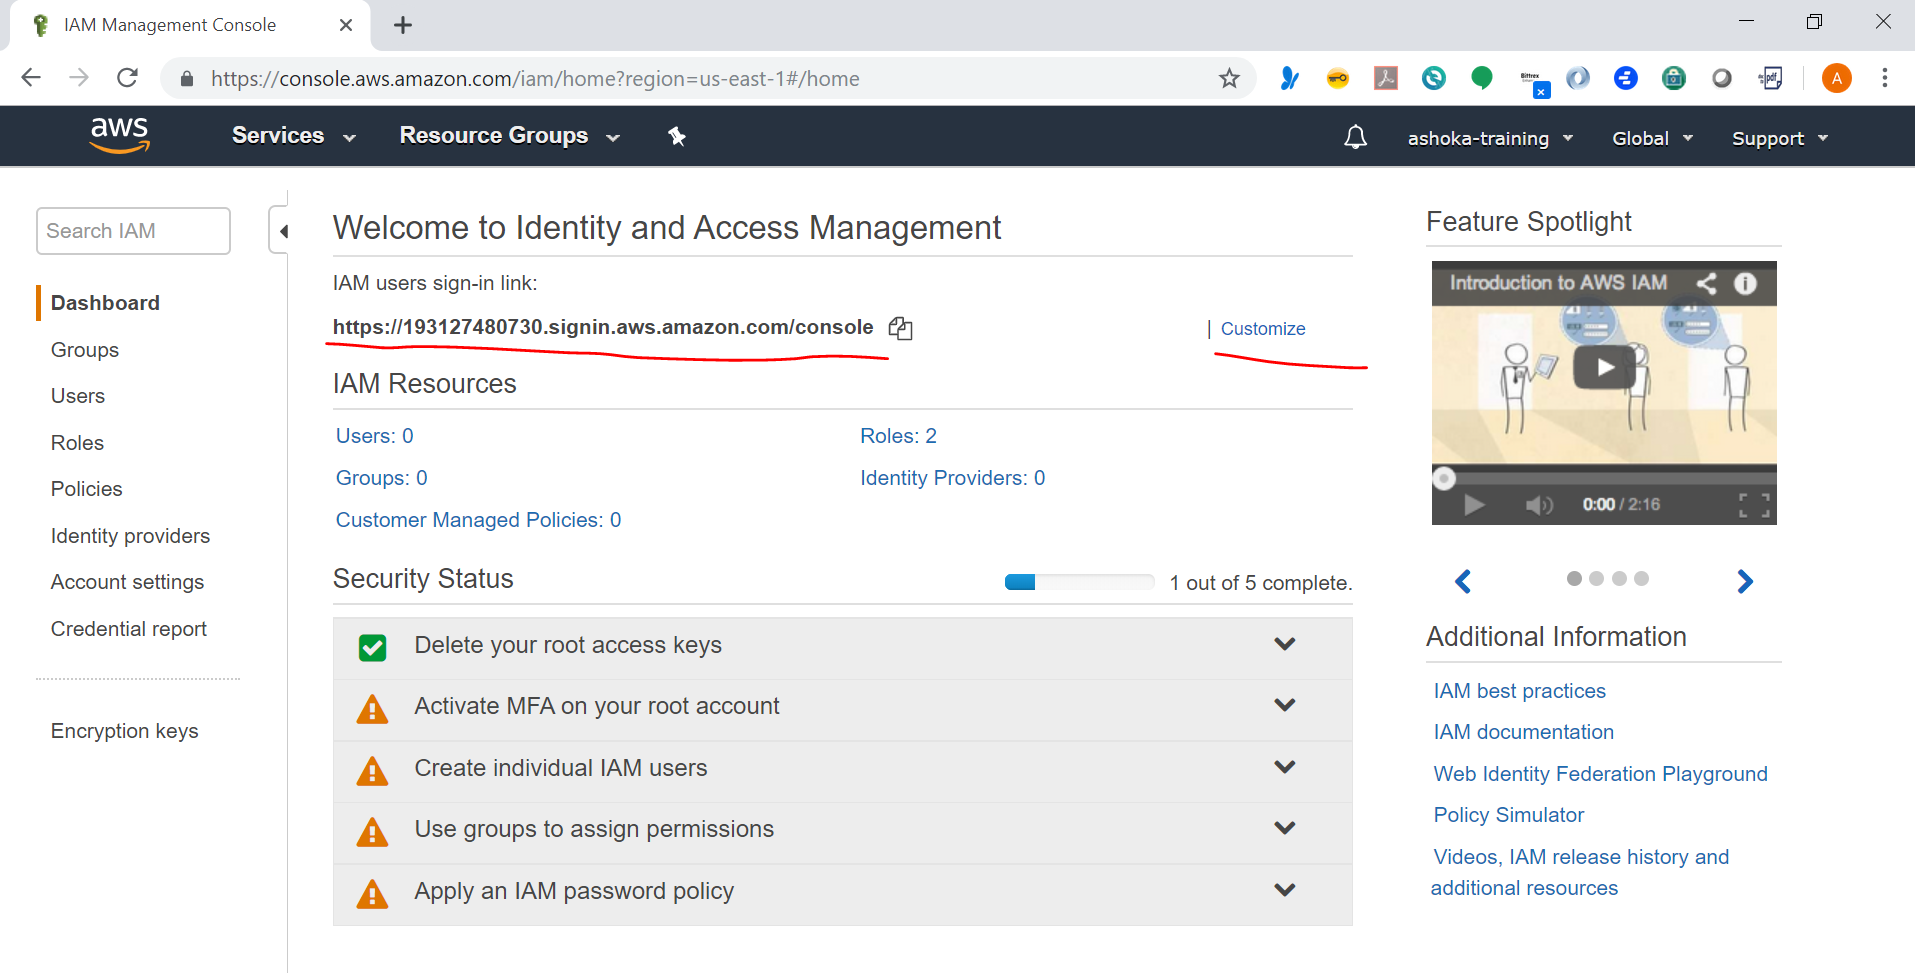 IAM Management Console
https://console.aws.amazon.com/iam/home?region=us-east-1#/home
Bittrex
pdf
A
aws
Services
Resource Groups
ashoka-training
Global
Support
Search IAM
Dashboard
Groups
Users
Roles
Policies
Identity providers
Account settings
Credential report
Encryption keys
Welcome to Identity and Access Management
IAM users sign-in link:
https://193127480730.signin.aws.amazon.com/console
| Customize
IAM Resources
Users: 0
Roles: 2
Groups: 0
Identity Providers: 0
Customer Managed Policies: 0
Security Status
1 out of 5 complete.
Delete your root access keys
Activate MFA on your root account
Create individual IAM users
Use groups to assign permissions
Apply an IAM password policy
Feature Spotlight
Introduction to AWS IAM
0:00 / 2:16
Additional Information
IAM best practices
IAM documentation
Web Identity Federation Playground
Policy Simulator
Videos, IAM release history and
additional resources